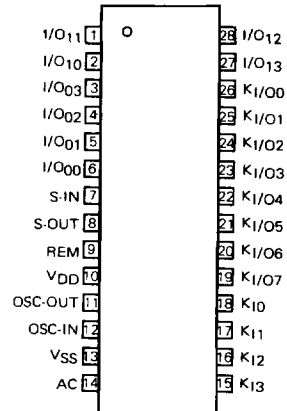 I/O11 1 28 I/O12
I/O10 2 27 I/O13
I/O03 3 26 KI/O0
I/O02 4 25 KI/O1
I/O01 5 24 KI/O2
I/O00 6 23 KI/O3
S-IN 7 22 KI/O4
S-OUT 8 21 KI/O5
REM 9 20 KI/O6
VDD 10 19 KI/O7
OSC-OUT 11 18 KI0
OSC-IN 12 17 KI1
VSS 13 16 KI2
AC 14 15 KI3